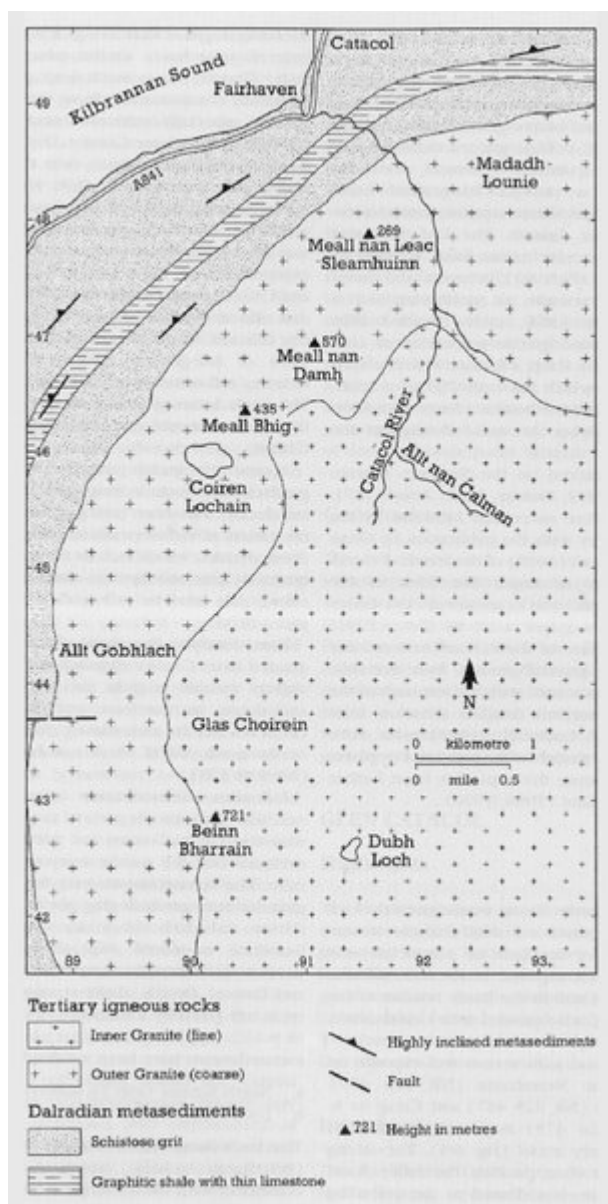 Catacol
Fairhaven
Kilbrannan Sound
49
A841
Madadh
Lounie
48
269
Meall nan Leac
Sleamhuinn
47
570
Meall nan
Damh
435
Meall Bhig
Catacol River
46
Allt nan Calman
Coiren
Lochain
45
Allt Gobhlach
44
N
Glas Choirein
0 kilometre 1
0 mile 0.5
43
721
Beinn
Bharrain
Dubh
Loch
42
89 90 91 92 93
Tertiary igneous rocks
Inner Granite (fine)
Outer Granite (coarse)
Dalradian metasediments
Schistose grit
Graphitic shale with thin limestone
Highly inclined metasediments
Fault
721 Height in metres